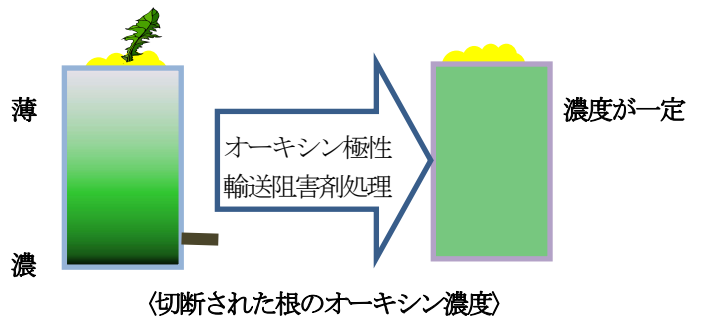 薄
濃
オーキシン極性
輸送阻害剤処理
濃度が一定
〈切断された根のオーキシン濃度〉